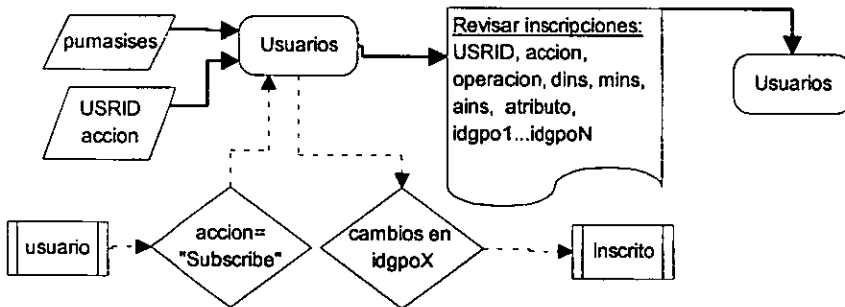 pumasises
USRID
accion
Usuarios
Revisar inscripciones:
USRID, accion,
operacion, dins, mins,
ains, atributo,
idgpo1...idgpoN
Usuarios
usuario
accion=
"Subscribe"
cambios en
idgpoX
Inscrito